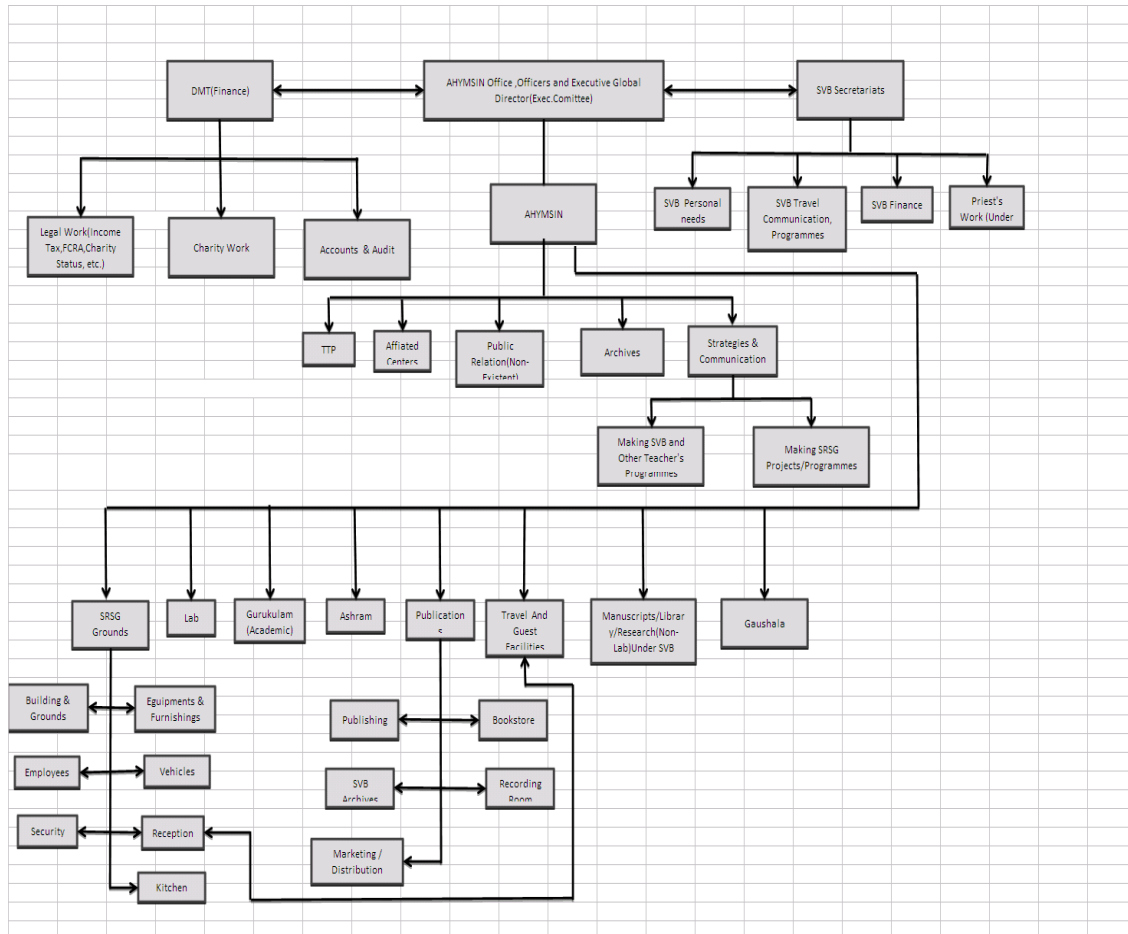 DMT(Finance)
AHYMSIN Office ,Officers and Executive Global
Director(Exec.Comittee)
SVB Secretariats
Legal Work(Income
Tax,FCRA,Charity
Status, etc.)
Charity Work
Accounts & Audit
AHYMSIN
SVB Personal
needs
SVB Travel
Communication,
Programmes
SVB Finance
Priest's
Work (Under
TTP
Affiated
Centers
Public
Relation(Non-
Existent)
Archives
Strategies &
Communication
Making SVB and
Other Teacher's
Programmes
Making SRSG
Projects/Programmes
SRSG
Grounds
Lab
Gurukulam
(Academic)
Ashram
Publication
s
Travel And
Guest
Facilities
Manuscripts/Librar
y/Research(Non-
Lab)Under SVB
Gaushala
Building &
Grounds
Eguipments &
Furnishings
Employees
Vehicles
Security
Reception
Kitchen
Publishing
Bookstore
SVB
Archives
Recording
Room
Marketing /
Distribution